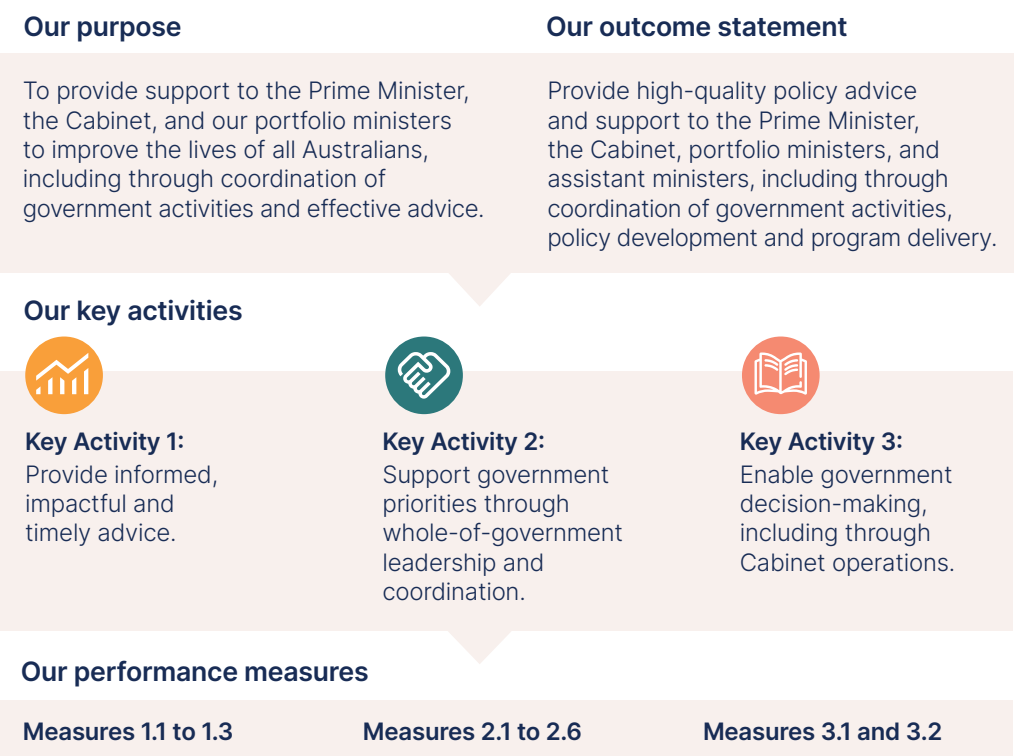 Our purpose
To provide support to the Prime Minister,
the Cabinet, and our portfolio ministers
to improve the lives of all Australians,
including through coordination of
government activities and effective advice.
Our outcome statement
Provide high-quality policy advice
and support to the Prime Minister,
the Cabinet, portfolio ministers, and
assistant ministers, including through
coordination of government activities,
policy development and program delivery.
Our key activities
Key Activity 1:
Provide informed,
impactful and
timely advice.
Key Activity 2:
Support government
priorities through
whole-of-government
leadership and
coordination.
Key Activity 3:
Enable government
decision-making,
including through
Cabinet operations.
Our performance measures
Measures 1.1 to 1.3
Measures 2.1 to 2.6
Measures 3.1 and 3.2